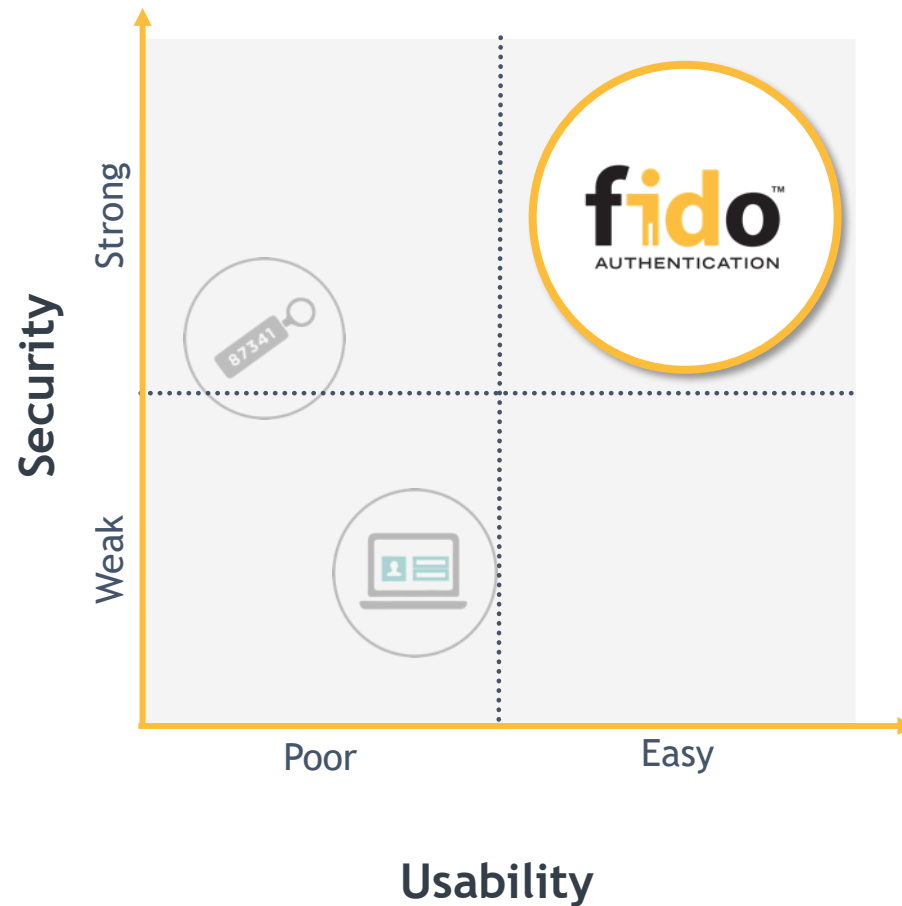 Security
Strong
Weak
87341
fido™
AUTHENTICATION
Poor
Easy
Usability